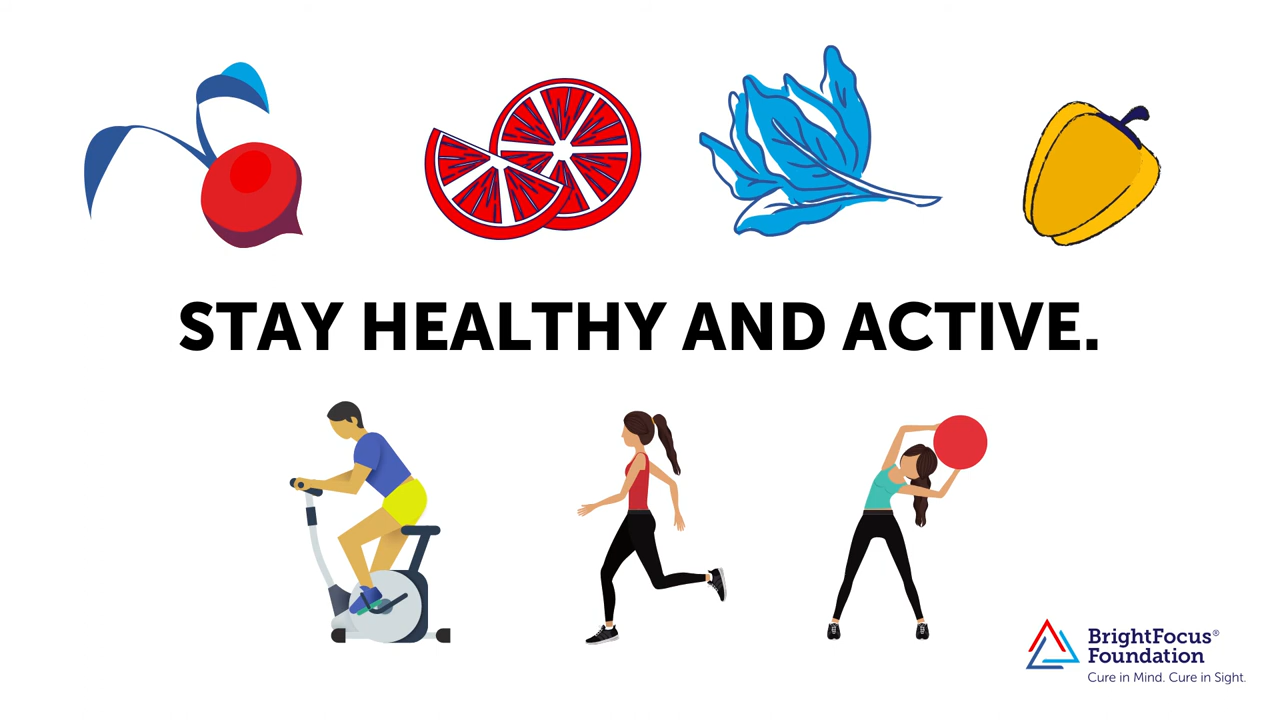 STAY HEALTHY AND ACTIVE.
BrightFocus®
Foundation
Cure in Mind. Cure in Sight.